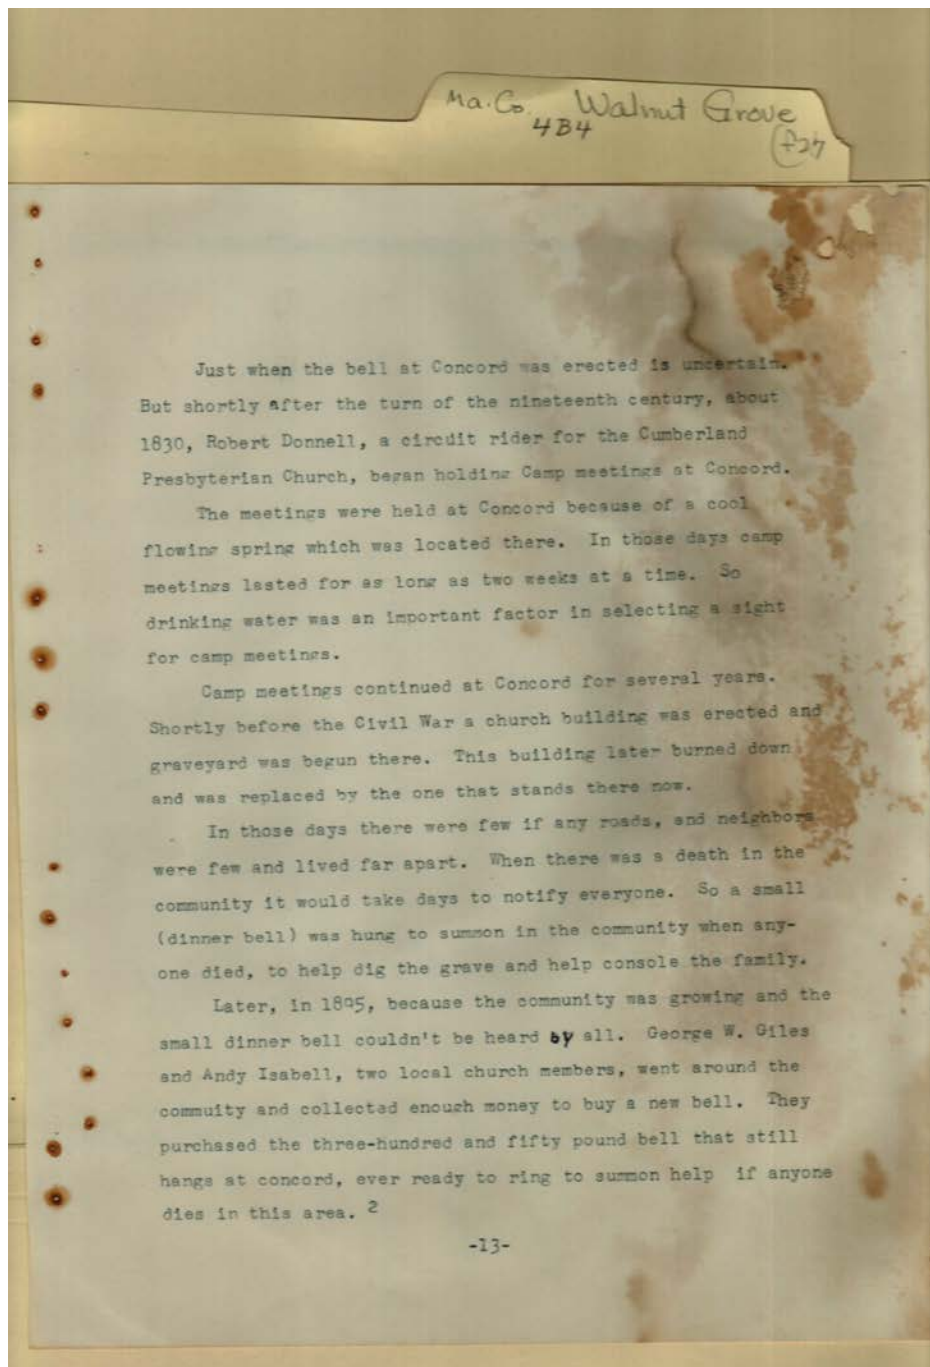 Ma. Co. Walnut Grove
4B4
f27
Just when the bell at Concord was erected is uncertain.
But shortly after the turn of the nineteenth century, about
1830, Robert Donnell, a circuit rider for the Cumberland
Presbyterian Church, began holding Camp meetings at Concord.
The meetings were held at Concord because of a cool
flowing spring which was located there. In those days camp
meetings lasted for as long as two weeks at a time. So
drinking water was an important factor in selecting a sight
for camp meetings.
Camp meetings continued at Concord for several years.
Shortly before the Civil War a church building was erected and
graveyard was begun there. This building later burned down
and was replaced by the one that stands there now.
In those days there were few if any roads, and neighbors
were few and lived far apart. When there was a death in the
community it would take days to notify everyone. So a small
(dinner bell) was hung to summon in the community when any-
one died, to help dig the grave and help console the family.
Later, in 1895, because the community was growing and the
small dinner bell couldn't be heard by all. George W. Giles
and Andy Isabell, two local church members, went around the
commuity and collected enough money to buy a new bell. They
purchased the three-hundred and fifty pound bell that still
hangs at concord, ever ready to ring to summon help if anyone
dies in this area. 2
-13-